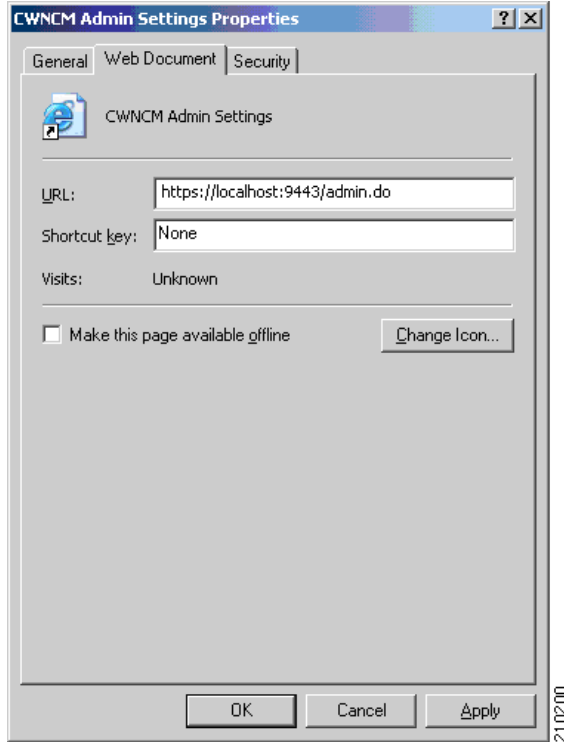 CWNCM Admin Settings Properties
General Web Document Security
CWNCM Admin Settings
URL: https://localhost:9443/admin.do
Shortcut key: None
Visits: Unknown
Make this page available offline Change Icon...
OK Cancel Apply
210200